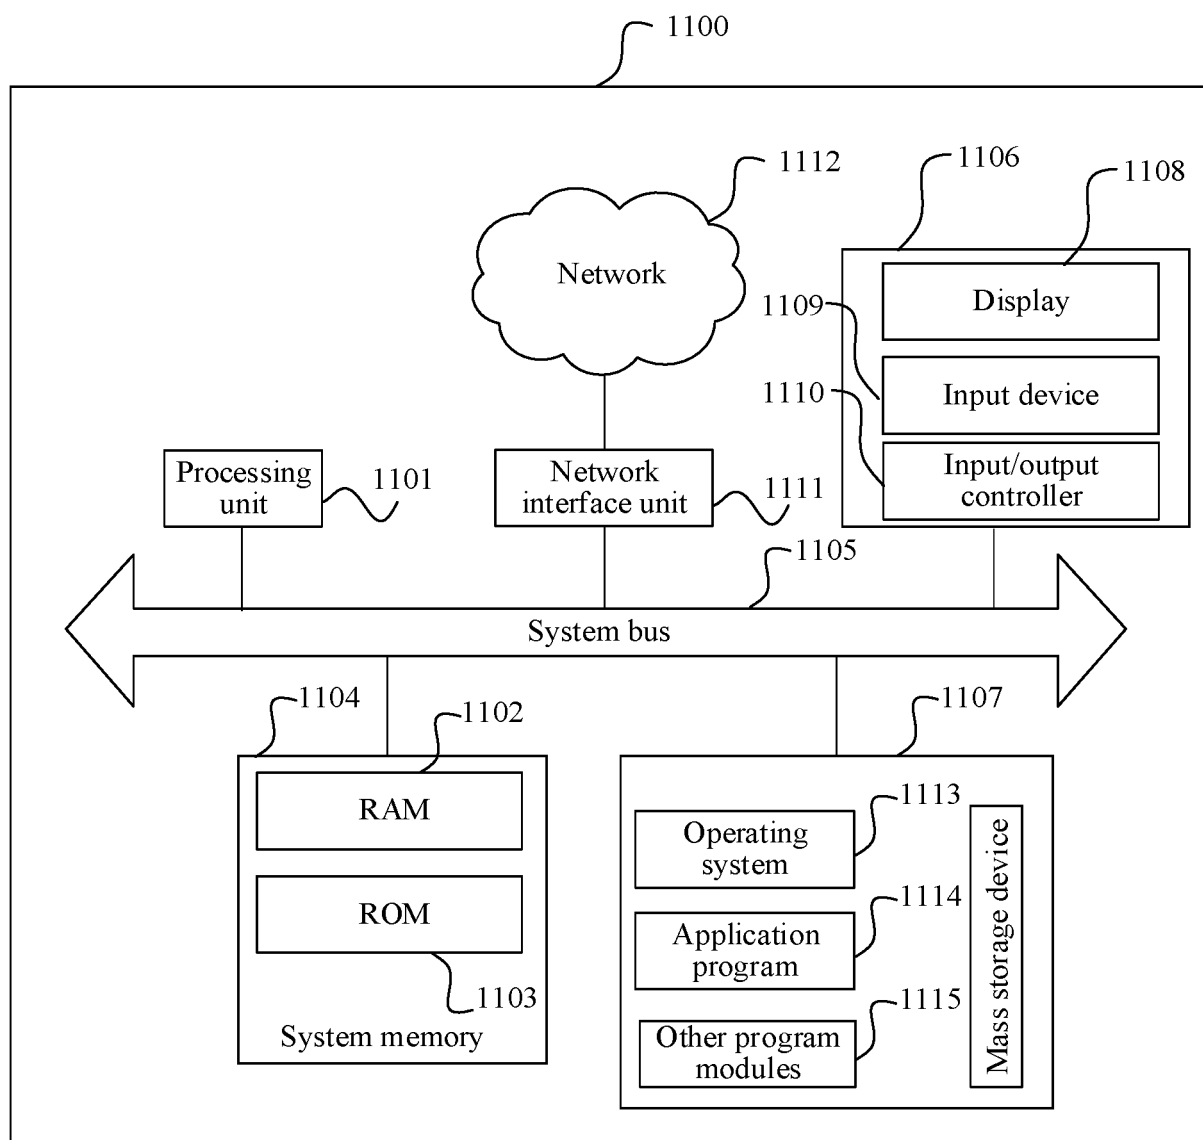 1100
1112
1106
1108
Network
Display
1109
Input device
1110
Processing
unit
1101
Network
interface unit
1111
Input/output
controller
1105
System bus
1104
1102
1107
RAM
1113
Operating
system
ROM
1114
Application
program
1103
System memory
1115
Other program
modules
Mass storage device